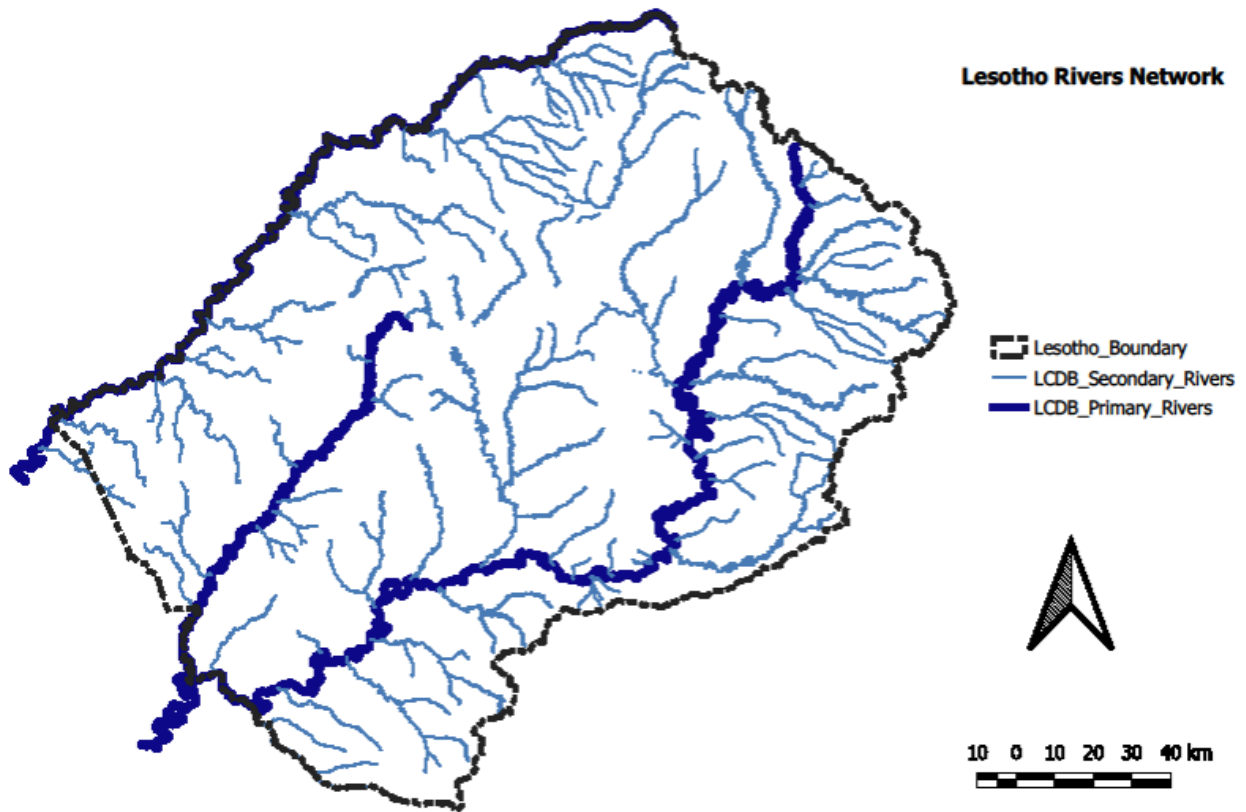 Lesotho Rivers Network
Lesotho_Boundary
LCDB_Secondary_Rivers
LCDB_Primary_Rivers
10 0 10 20 30 40 km